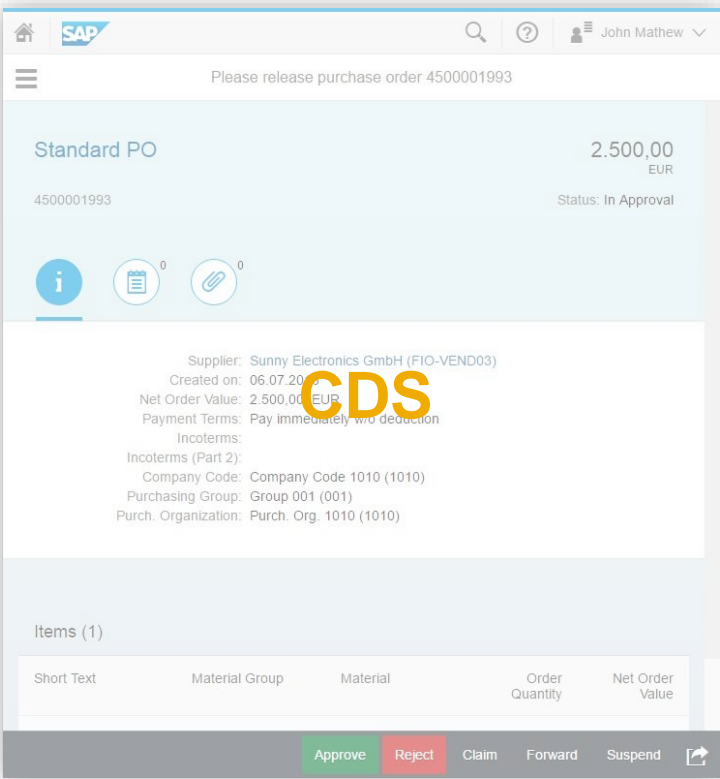 SAP
John Mathew
Please release purchase order 4500001993
Standard PO
2.500,00
EUR
4500001993
Status: In Approval
0
0
Supplier: Sunny Electronics GmbH (FIO-VEND03)
Created on:
Net Order Value: 2.500,00 EUR
Payment Terms: Pay immediately w/o deduction
CDS
Incoterms:
Incoterms (Part 2):
Company Code: Company Code 1010 (1010)
Purchasing Group: Group 001 (001)
Purch. Organization: Purch. Org. 1010 (1010)
Items (1)
Short Text Material Group Material Order Quantity Net Order Value
Approve Reject Claim Forward Suspend